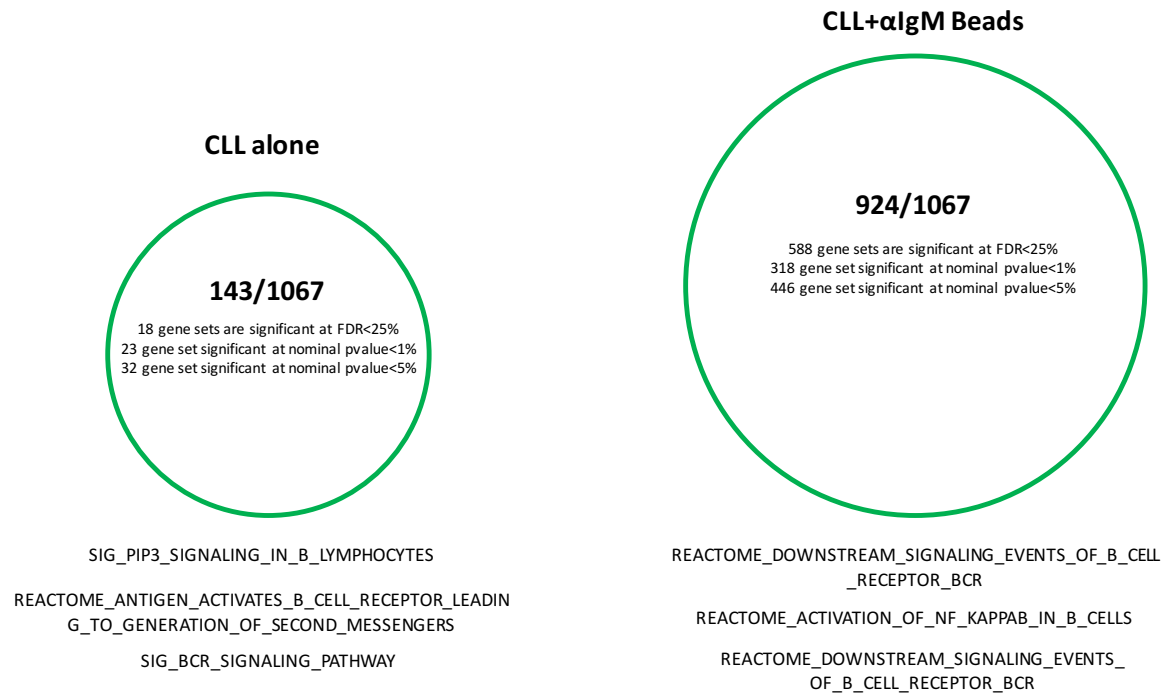 CLL alone
143/1067
18 gene sets are significant at FDR<25%
23 gene set significant at nominal pvalue<1%
32 gene set significant at nominal pvalue<5%
SIG_PIP3_SIGNALING_IN_B_LYMPHOCYTES
REACTOME_ANTIGEN_ACTIVATES_B_CELL_RECEPTOR_LEADIN
G_TO_GENERATION_OF_SECOND_MESSENGERS
SIG_BCR_SIGNALING_PATHWAY
CLL+αIgM Beads
924/1067
588 gene sets are significant at FDR<25%
318 gene set significant at nominal pvalue<1%
446 gene set significant at nominal pvalue<5%
REACTOME_DOWNSTREAM_SIGNALING_EVENTS_OF_B_CELL
_RECEPTOR_BCR
REACTOME_ACTIVATION_OF_NF_KAPPAB_IN_B_CELLS
REACTOME_DOWNSTREAM_SIGNALING_EVENTS_
OF_B_CELL_RECEPTOR_BCR